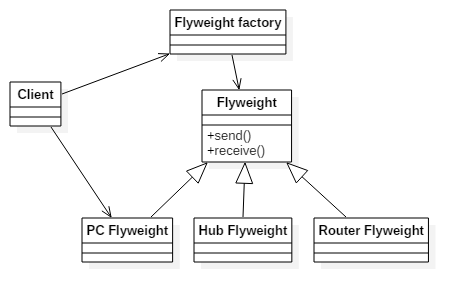 Flyweight factory
Client
Flyweight
+send()
+receive()
PC Flyweight
Hub Flyweight
Router Flyweight